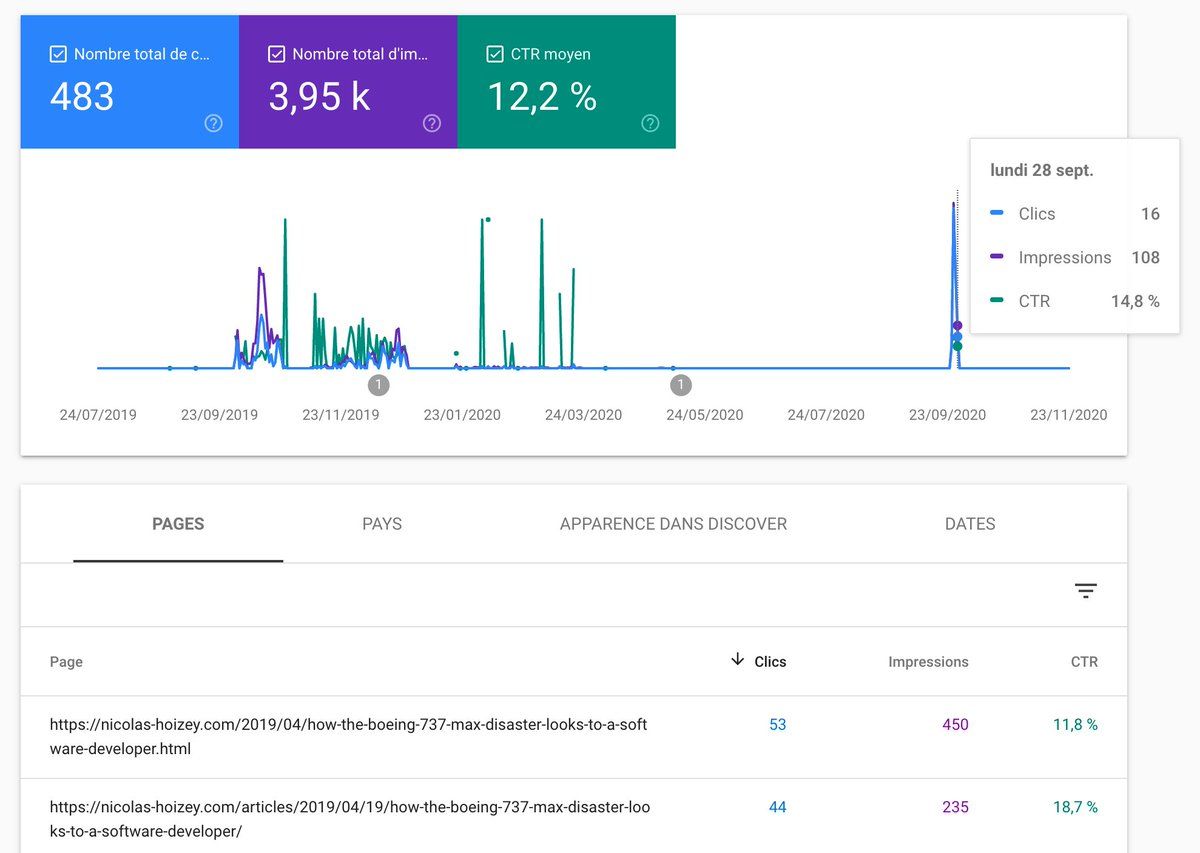 Nombre total de c...
Nombre total d'im...
CTR moyen
483
3,95 k
12,2 %
lundi 28 sept.
Clics 16
Impressions 108
CTR 14,8 %
1
1
24/07/2019
23/09/2019
23/11/2019
23/01/2020
24/03/2020
24/05/2020
24/07/2020
23/09/2020
23/11/2020
PAGES
PAYS
APPARENCE DANS DISCOVER
DATES
Page
Clics
Impressions
CTR
https://nicolas-hoizey.com/2019/04/how-the-boeing-737-max-disaster-looks-to-a-soft
ware-developer.html
53
450
11,8 %
https://nicolas-hoizey.com/articles/2019/04/19/how-the-boeing-737-max-disaster-loo
ks-to-a-software-developer/
44
235
18,7 %